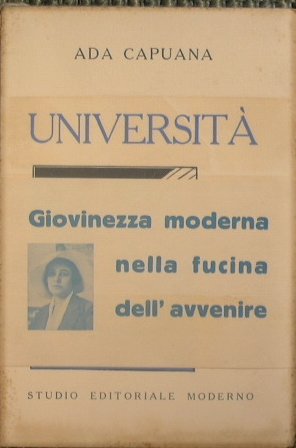 ADA CAPUANA
UNIVERSITÀ
Giovinezza moderna
nella fucina
dell' avvenire
STUDIO EDITORIALE MODERNO